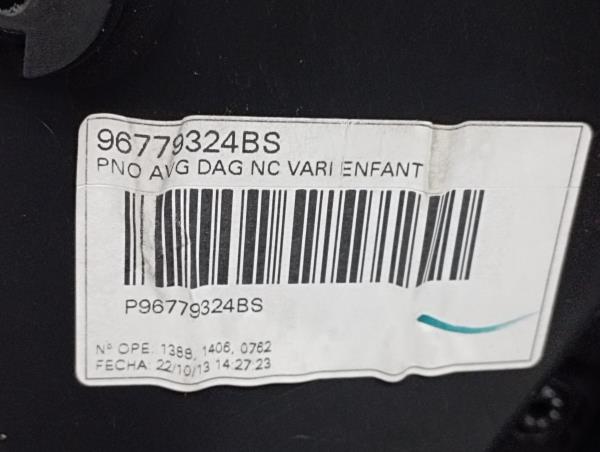 96779324BS
PNO AVG DAG NC VARI ENFANT
P96779324BS
Nº OPE: 1388, 1406, 0762
FECHA: 22/10/13 14:27:23